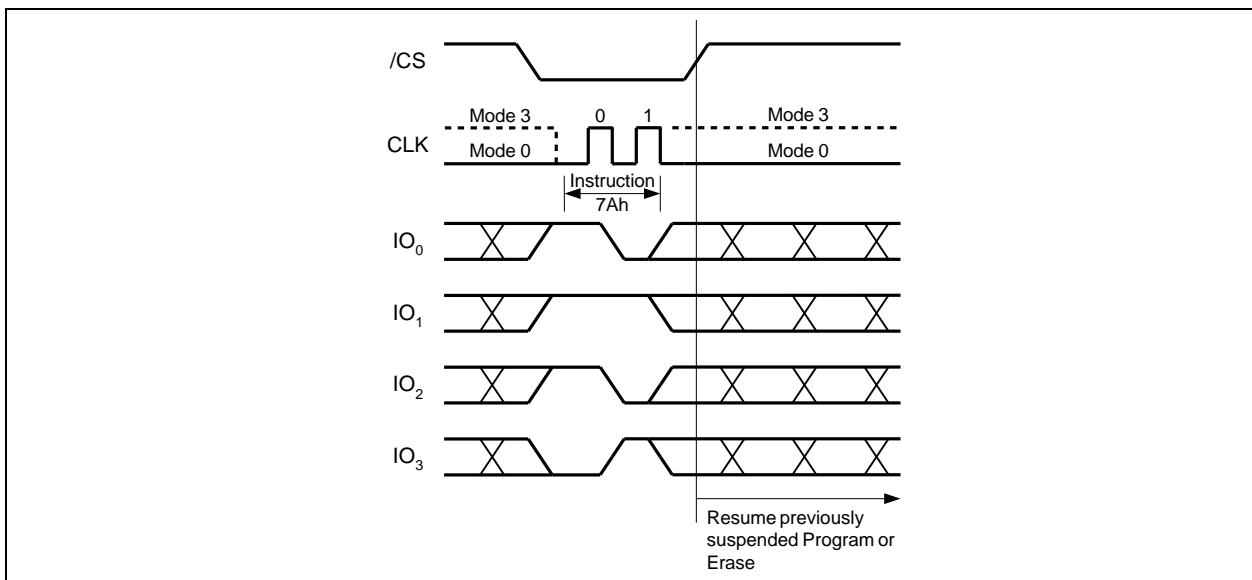 /CS
Mode 3 0 1 Mode 3
CLK
Mode 0 Mode 0
Instruction
7Ah
IO0
IO1
IO2
IO3
Resume previously
suspended Program or
Erase